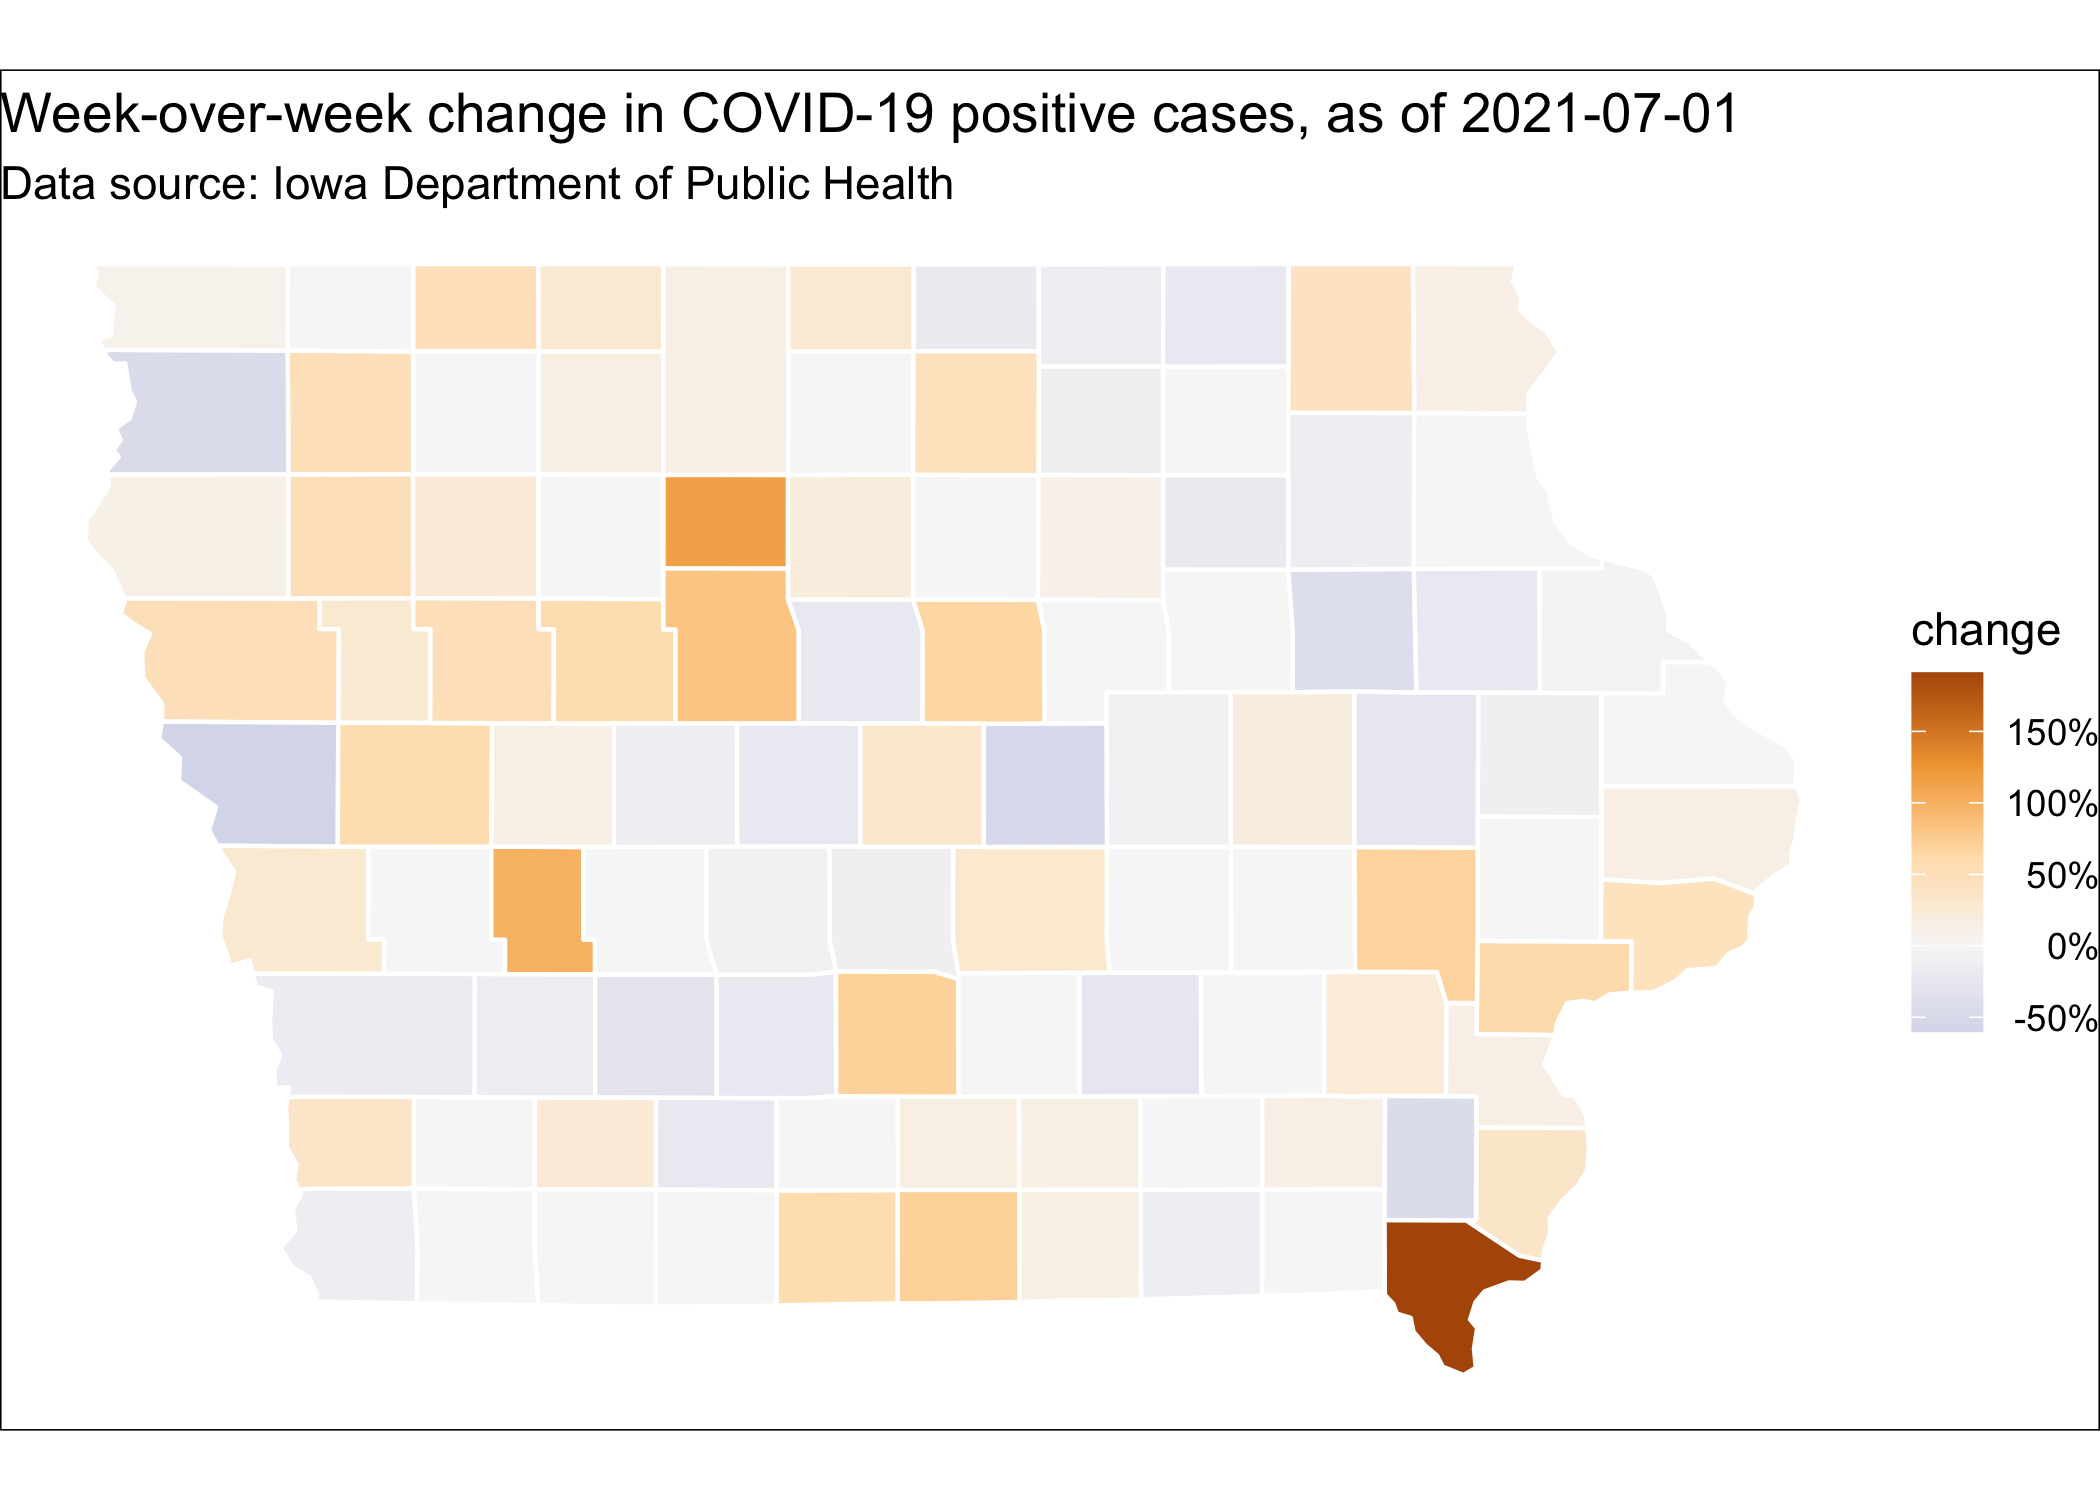 Week-over-week change in COVID-19 positive cases, as of 2021-07-01
Data source: Iowa Department of Public Health
change
150%
100%
50%
0%
-50%